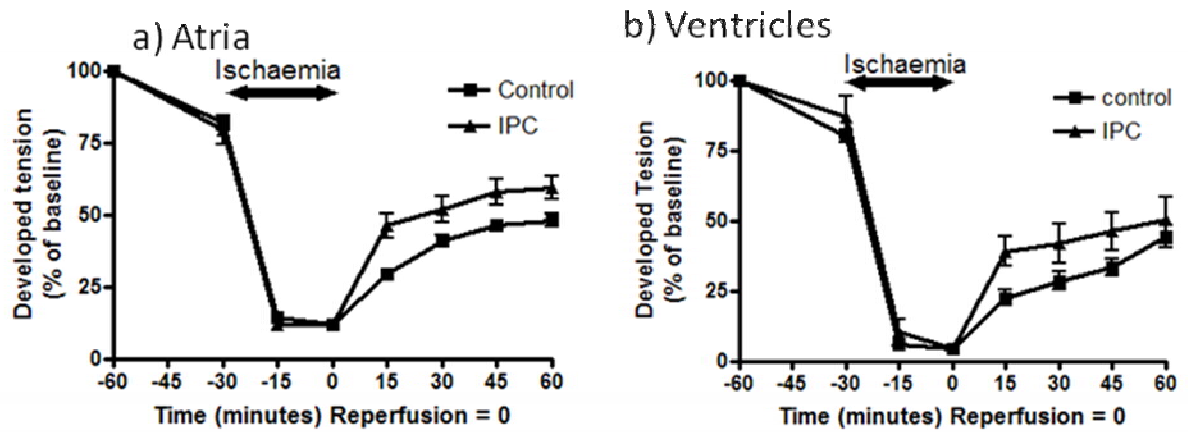 a) Atria
Ischaemia
Control
IPC
100
75
50
25
0
Developed tension
(% of baseline)
-60 -45 -30 -15 0 15 30 45 60
Time (minutes) Reperfusion = 0
b) Ventricles
Ischaemia
control
IPC
100
75
50
25
0
Developed Tesion
(% of baseline)
-60 -45 -30 -15 0 15 30 45 60
Time (minutes) Reperfusion = 0